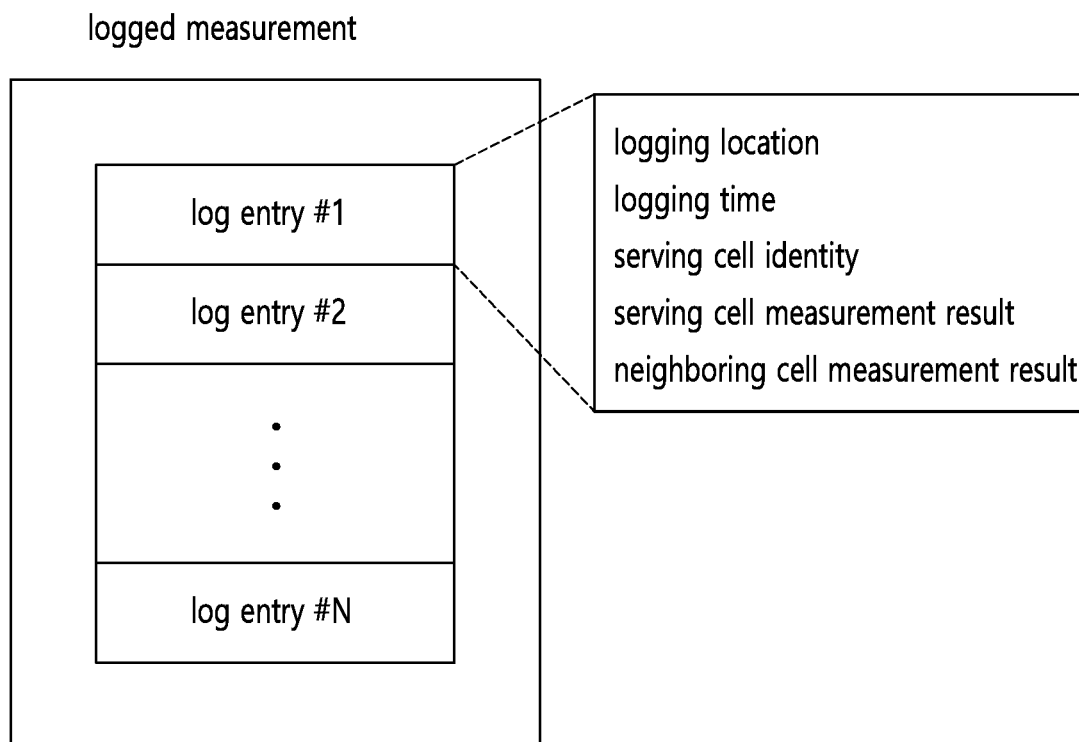 logged measurement
log entry #1
log entry #2
log entry #N
logging location
logging time
serving cell identity
serving cell measurement result
neighboring cell measurement result